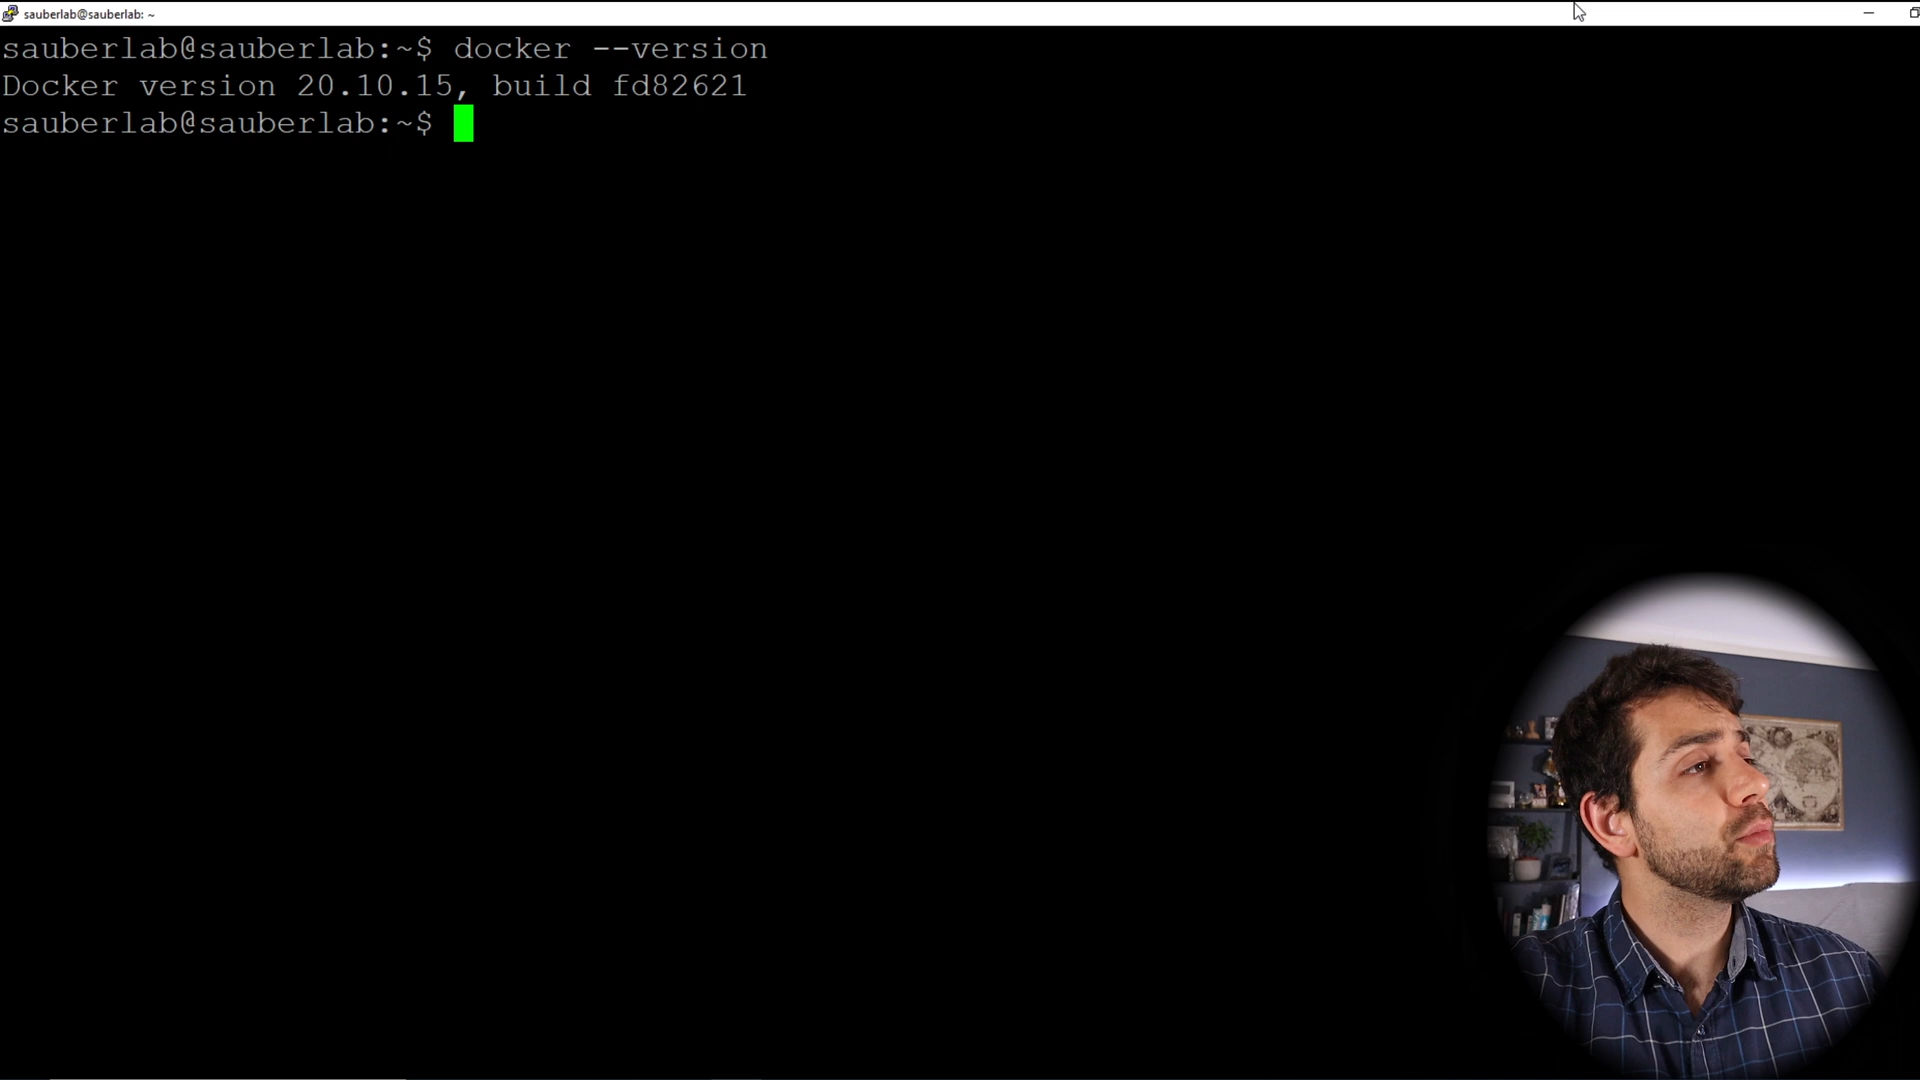 sauberlab@sauberlab: ~
sauberlab@sauberlab:~$ docker --version
Docker version 20.10.15, build fd82621
sauberlab@sauberlab:~$